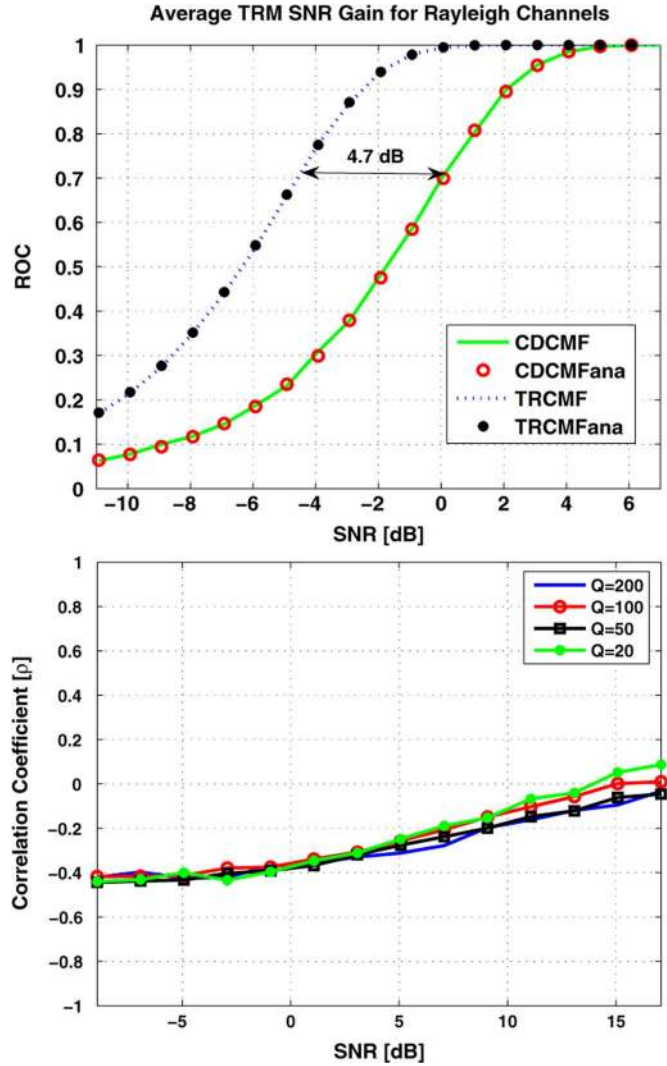 Average TRM SNR Gain for Rayleigh Channels
1
0.9
0.8
0.7
0.6
0.5
0.4
0.3
0.2
0.1
0
ROC
4.7 dB
CDCMF
CDCMFana
TRCMF
TRCMFana
−10 −8 −6 −4 −2 0 2 4 6
SNR [dB]
1
0.8
0.6
0.4
0.2
0
−0.2
−0.4
−0.6
−0.8
−1
Correlation Coefficient [ρ]
Q=200
Q=100
Q=50
Q=20
−5 0 5 10 15
SNR [dB]